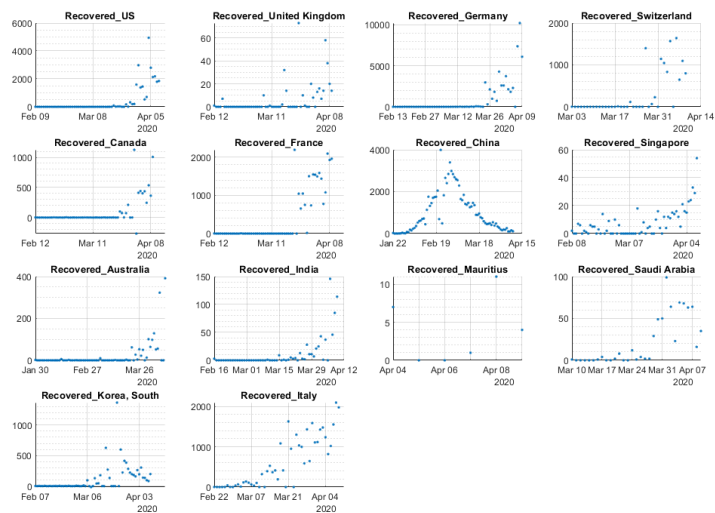 Recovered_US
6000
4000
2000
0
Feb 09 Mar 08 Apr 05
2020
Recovered_United Kingdom
60
40
20
0
Feb 12 Mar 11 Apr 08
2020
Recovered_Germany
10000
5000
0
Feb 13 Feb 27 Mar 12 Mar 26 Apr 09
2020
Recovered_Switzerland
2000
1000
0
Mar 03 Mar 17 Mar 31 Apr 14
2020
Recovered_Canada
1000
500
0
Feb 12 Mar 11 Apr 08
2020
Recovered_France
2000
1000
0
Feb 12 Mar 11 Apr 08
2020
Recovered_China
4000
2000
0
Jan 22 Feb 19 Mar 18 Apr 15
2020
Recovered_Singapore
60
40
20
0
Feb 08 Mar 07 Apr 04
2020
Recovered_Australia
400
200
0
Jan 30 Feb 27 Mar 26
2020
Recovered_India
150
100
50
0
Feb 16 Mar 01 Mar 15 Mar 29 Apr 12
2020
Recovered_Mauritius
10
5
0
Apr 04 Apr 06 Apr 08
2020
Recovered_Saudi Arabia
100
50
0
Mar 10 Mar 17 Mar 24 Mar 31 Apr 07
2020
Recovered_Korea, South
1000
500
0
Feb 07 Mar 06 Apr 03
2020
Recovered_Italy
2000
1000
0
Feb 22 Mar 07 Mar 21 Apr 04
2020